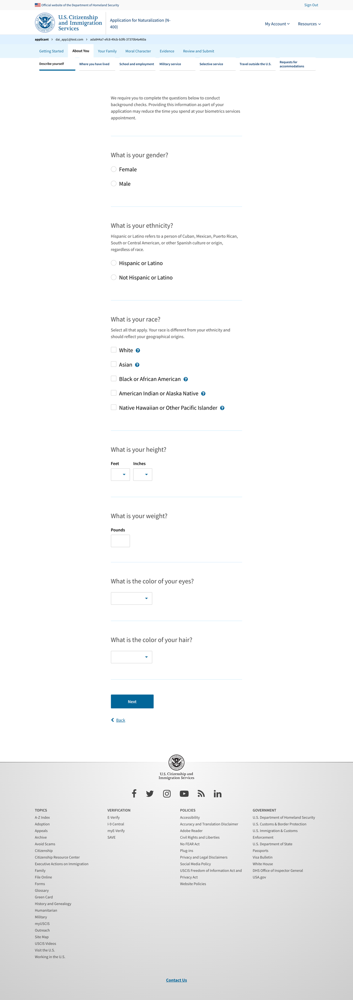 Official website of the Department of Homeland Security
Sign Out
U.S. Citizenship
and Immigration
Services
Application for Naturalization (N-
400)
My Account
Resources
applicant > dai_app1@test.com > ada844a7-efc8-49cb-b3f6-37370b4a460a
Getting Started
About You
Your Family
Moral Character
Evidence
Review and Submit
Describe yourself
Where you have lived
School and employment
Military service
Selective service
Travel outside the U.S.
Requests for
accommodations
We require you to complete the questions below to conduct
background checks. Providing this information as part of your
application may reduce the time you spend at your biometrics services
appointment.
What is your gender?
Female
Male
What is your ethnicity?
Hispanic or Latino refers to a person of Cuban, Mexican, Puerto Rican,
South or Central American, or other Spanish culture or origin,
regardless of race.
Hispanic or Latino
Not Hispanic or Latino
What is your race?
Select all that apply. Your race is different from your ethnicity and
should reflect your geographical origins.
White ?
Asian ?
Black or African American ?
American Indian or Alaska Native ?
Native Hawaiian or Other Pacific Islander ?
What is your height?
Feet
Inches
What is your weight?
Pounds
What is the color of your eyes?
What is the color of your hair?
Next
Back
U.S. Citizenship and
Immigration Services
TOPICS
A-Z Index
Adoption
Appeals
Archive
Avoid Scams
Citizenship
Citizenship Resource Center
Executive Actions on Immigration
Family
File Online
Forms
Glossary
Green Card
History and Genealogy
Humanitarian
Military
myUSCIS
Outreach
Site Map
USCIS Videos
Visit the U.S.
Working in the U.S.
VERIFICATION
E-Verify
I-9 Central
myE-Verify
SAVE
POLICIES
Accessibility
Accuracy and Translation Disclaimer
Adobe Reader
Civil Rights and Liberties
No FEAR Act
Plug-ins
Privacy and Legal Disclaimers
Social Media Policy
USCIS Freedom of Information Act and
Privacy Act
Website Policies
GOVERNMENT
U.S. Department of Homeland Security
U.S. Customs & Border Protection
U.S. Immigration & Customs
Enforcement
U.S. Department of State
Passports
Visa Bulletin
White House
DHS Office of Inspector General
USA.gov
Contact Us